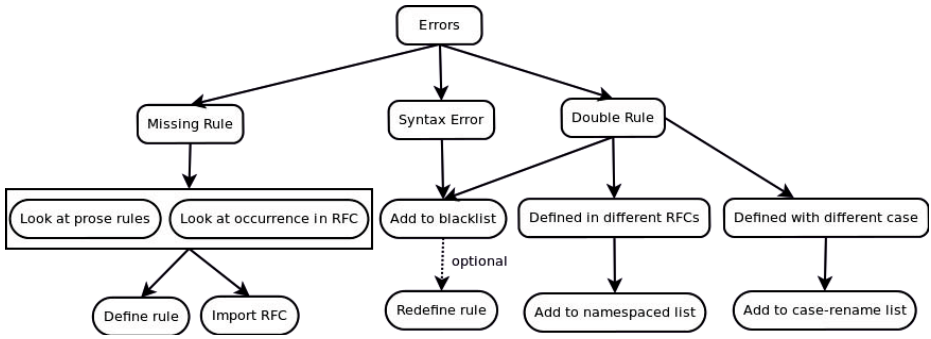 Errors
Missing Rule
Syntax Error
Double Rule
Look at prose rules
Look at occurrence in RFC
Add to blacklist
Defined in different RFCs
Defined with different case
optional
Define rule
Import RFC
Redefine rule
Add to namespaced list
Add to case-rename list